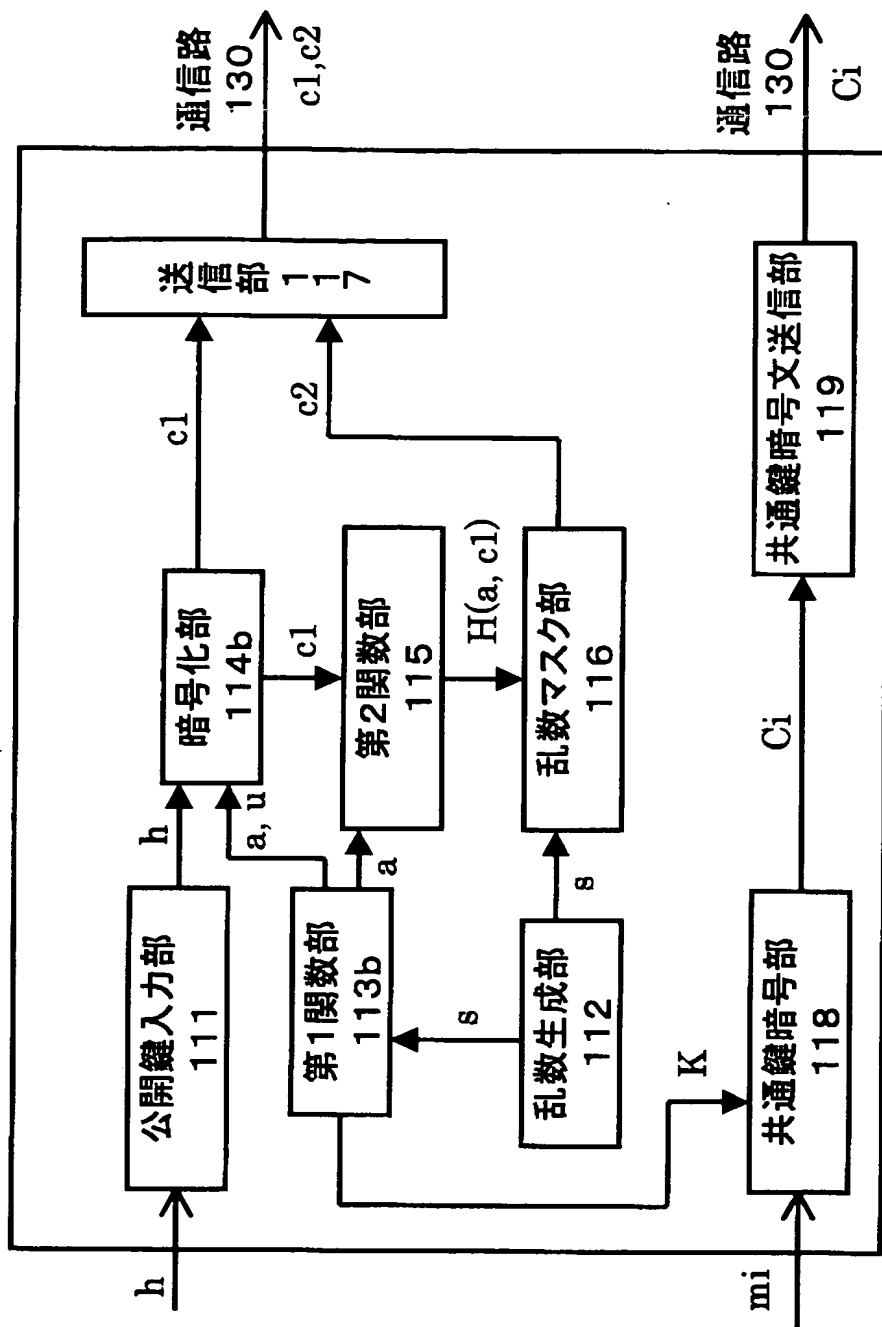 h
公開鍵入力部
111
h
暗号化部
114b
c1
送信部
117
通信路
130
c1,c2
第1関数部
113b
a, u
a
c1
第2関数部
115
H(a, c1)
c2
s
乱数生成部
112
s
乱数マスク部
116
K
mi
共通鍵暗号部
118
Ci
共通鍵暗号文送信部
119
通信路
130
Ci